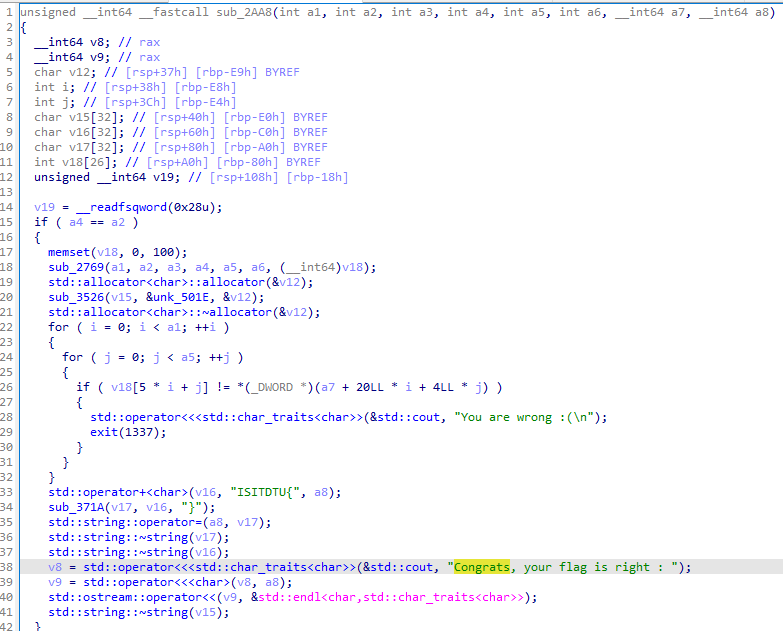 1 unsigned __int64 __fastcall sub_2AA8(int a1, int a2, int a3, int a4, int a5, int a6, __int64 a7, __int64 a8)
2 {
3   __int64 v8; // rax
4   __int64 v9; // rax
5   char v12; // [rsp+37h] [rbp-E9h] BYREF
6   int i; // [rsp+38h] [rbp-E8h]
7   int j; // [rsp+3Ch] [rbp-E4h]
8   char v15[32]; // [rsp+40h] [rbp-E0h] BYREF
9   char v16[32]; // [rsp+60h] [rbp-C0h] BYREF
10   char v17[32]; // [rsp+80h] [rbp-A0h] BYREF
11   int v18[26]; // [rsp+A0h] [rbp-80h] BYREF
12   unsigned __int64 v19; // [rsp+108h] [rbp-18h]
13
14   v19 = __readfsqword(0x28u);
15   if ( a4 == a2 )
16   {
17     memset(v18, 0, 100);
18     sub_2769(a1, a2, a3, a4, a5, a6, (__int64)v18);
19     std::allocator<char>::allocator(&v12);
20     sub_3526(v15, &unk_501E, &v12);
21     std::allocator<char>::~allocator(&v12);
22     for ( i = 0; i < a1; ++i )
23     {
24       for ( j = 0; j < a5; ++j )
25       {
26         if ( v18[5 * i + j] != *(_DWORD *)(a7 + 20LL * i + 4LL * j) )
27         {
28           std::operator<<<std::char_traits<char>>(&std::cout, "You are wrong :(\n");
29           exit(1337);
30         }
31       }
32     }
33     std::operator+<char>(v16, "ISITDTU{", a8);
34     sub_371A(v17, v16, "}");
35     std::string::operator=(a8, v17);
36     std::string::~string(v17);
37     std::string::~string(v16);
38     v8 = std::operator<<<std::char_traits<char>>(&std::cout, "Congrats, your flag is right : ");
39     v9 = std::operator<<<char>(v8, a8);
40     std::ostream::operator<<(v9, &std::endl<char,std::char_traits<char>>);
41     std::string::~string(v15);
42   }